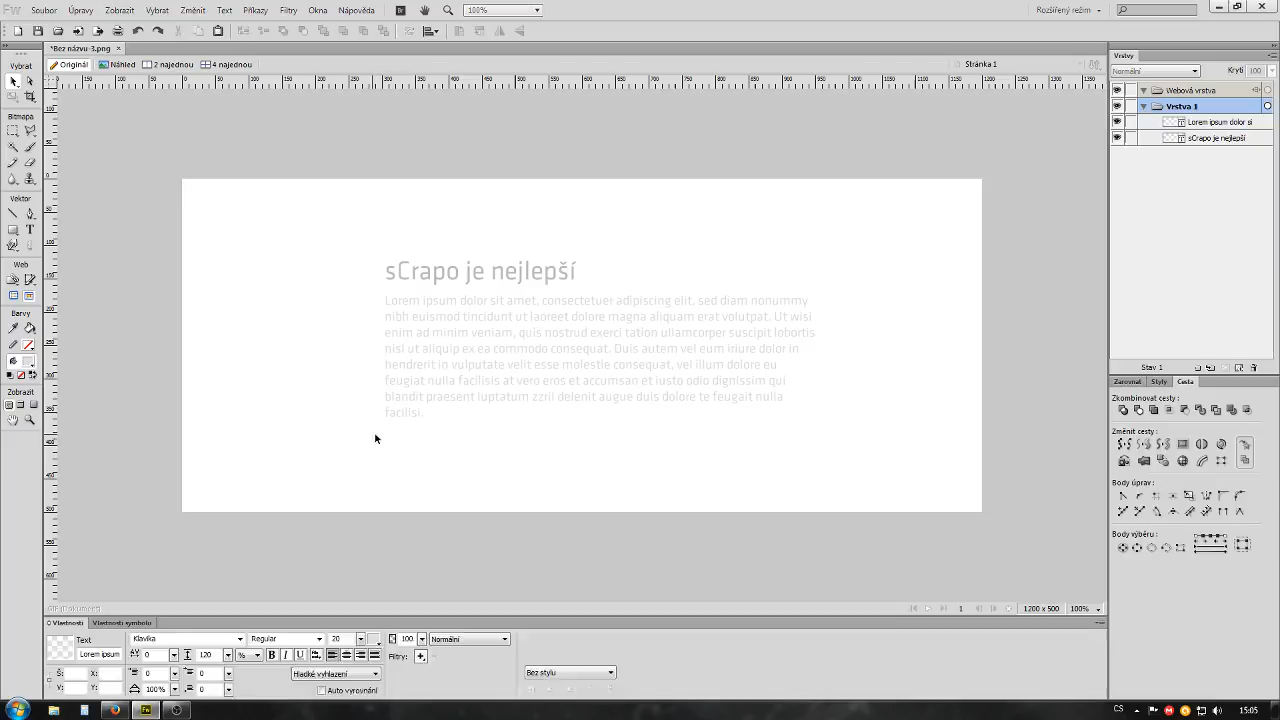 Fw Soubor Úpravy Zobrazit Vybrat Změnit Text Příkazy Filtry Okna Nápověda Br 100% Rozšířený režim
*Bez názvu-3.png
Originál Náhled 2 najednou 4 najednou Stránka 1
Vybrat
Bitmapa
Vektor
Web
Barvy
Zobrazit
sCrapo je nejlepší
Lorem ipsum dolor sit amet, consectetuer adipiscing elit, sed diam nonummy
nibh euismod tincidunt ut laoreet dolore magna aliquam erat volutpat. Ut wisi
enim ad minim veniam, quis nostrud exerci tation ullamcorper suscipit lobortis
nisl ut aliquip ex ea commodo consequat. Duis autem vel eum iriure dolor in
hendrerit in vulputate velit esse molestie consequat, vel illum dolore eu
feugiat nulla facilisis at vero eros et accumsan et iusto odio dignissim qui
blandit praesent luptatum zzril delenit augue duis dolore te feugait nulla
facilisi.
GIF (Dokument) 1 1200 x 500 100%
Vlastnosti Vlastnosti symbolu
Text Klavika Regular 20 100 Normální
Lorem ipsum 0 120 % B I U Filtry:
S: X: 0 0 Hladké vyhlazení Bez stylu
V: Y: 100% 0 Auto vyrovnání
Vrstvy
Normální Krytí 100
Webová vrstva
Vrstva 1
Lorem ipsum dolor si
sCrapo je nejlepší
Stav 1
Zarovnat Styly Cesta
Zkombinovat cesty:
Změnit cesty:
Body úprav:
Body výběru:
CS 15:05